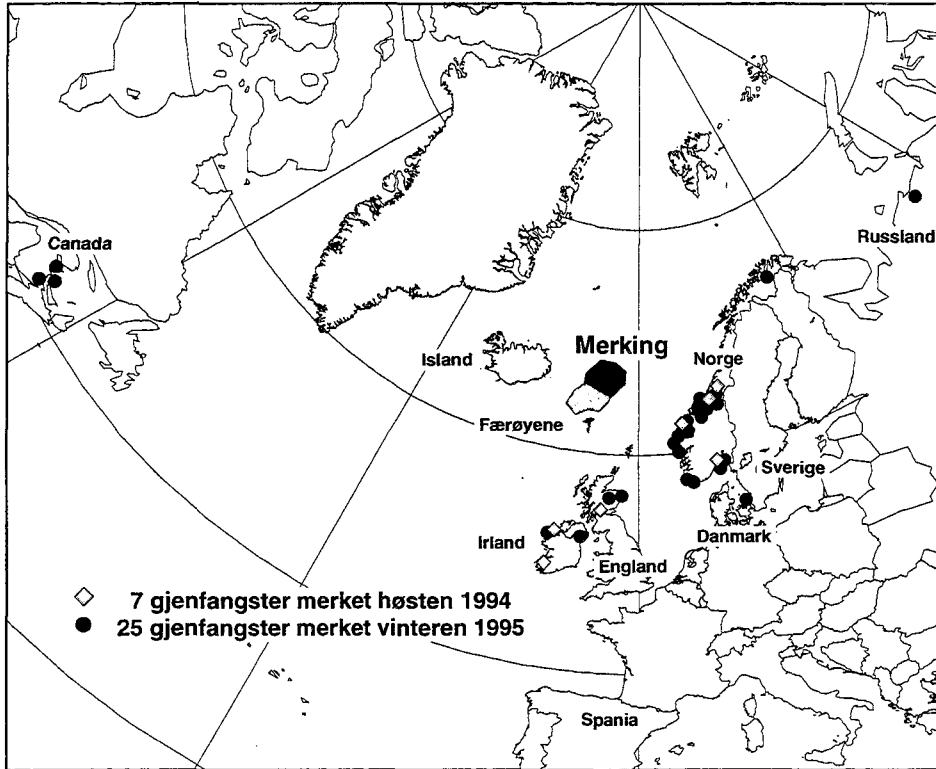 Canada
Russland
Merking
Island
Norge
Færøyene
Sverige
Irland
England
Danmark
7 gjenfangster merket høsten 1994
25 gjenfangster merket vinteren 1995
Spania